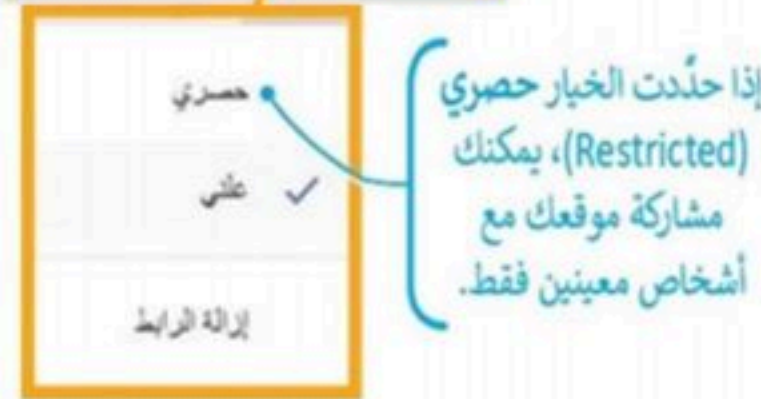 حصري
علني
إزالة الرابط
إذا حدَّدت الخيار حصري
(Restricted)، يمكنك
مشاركة موقعك مع
أشخاص معينين فقط.